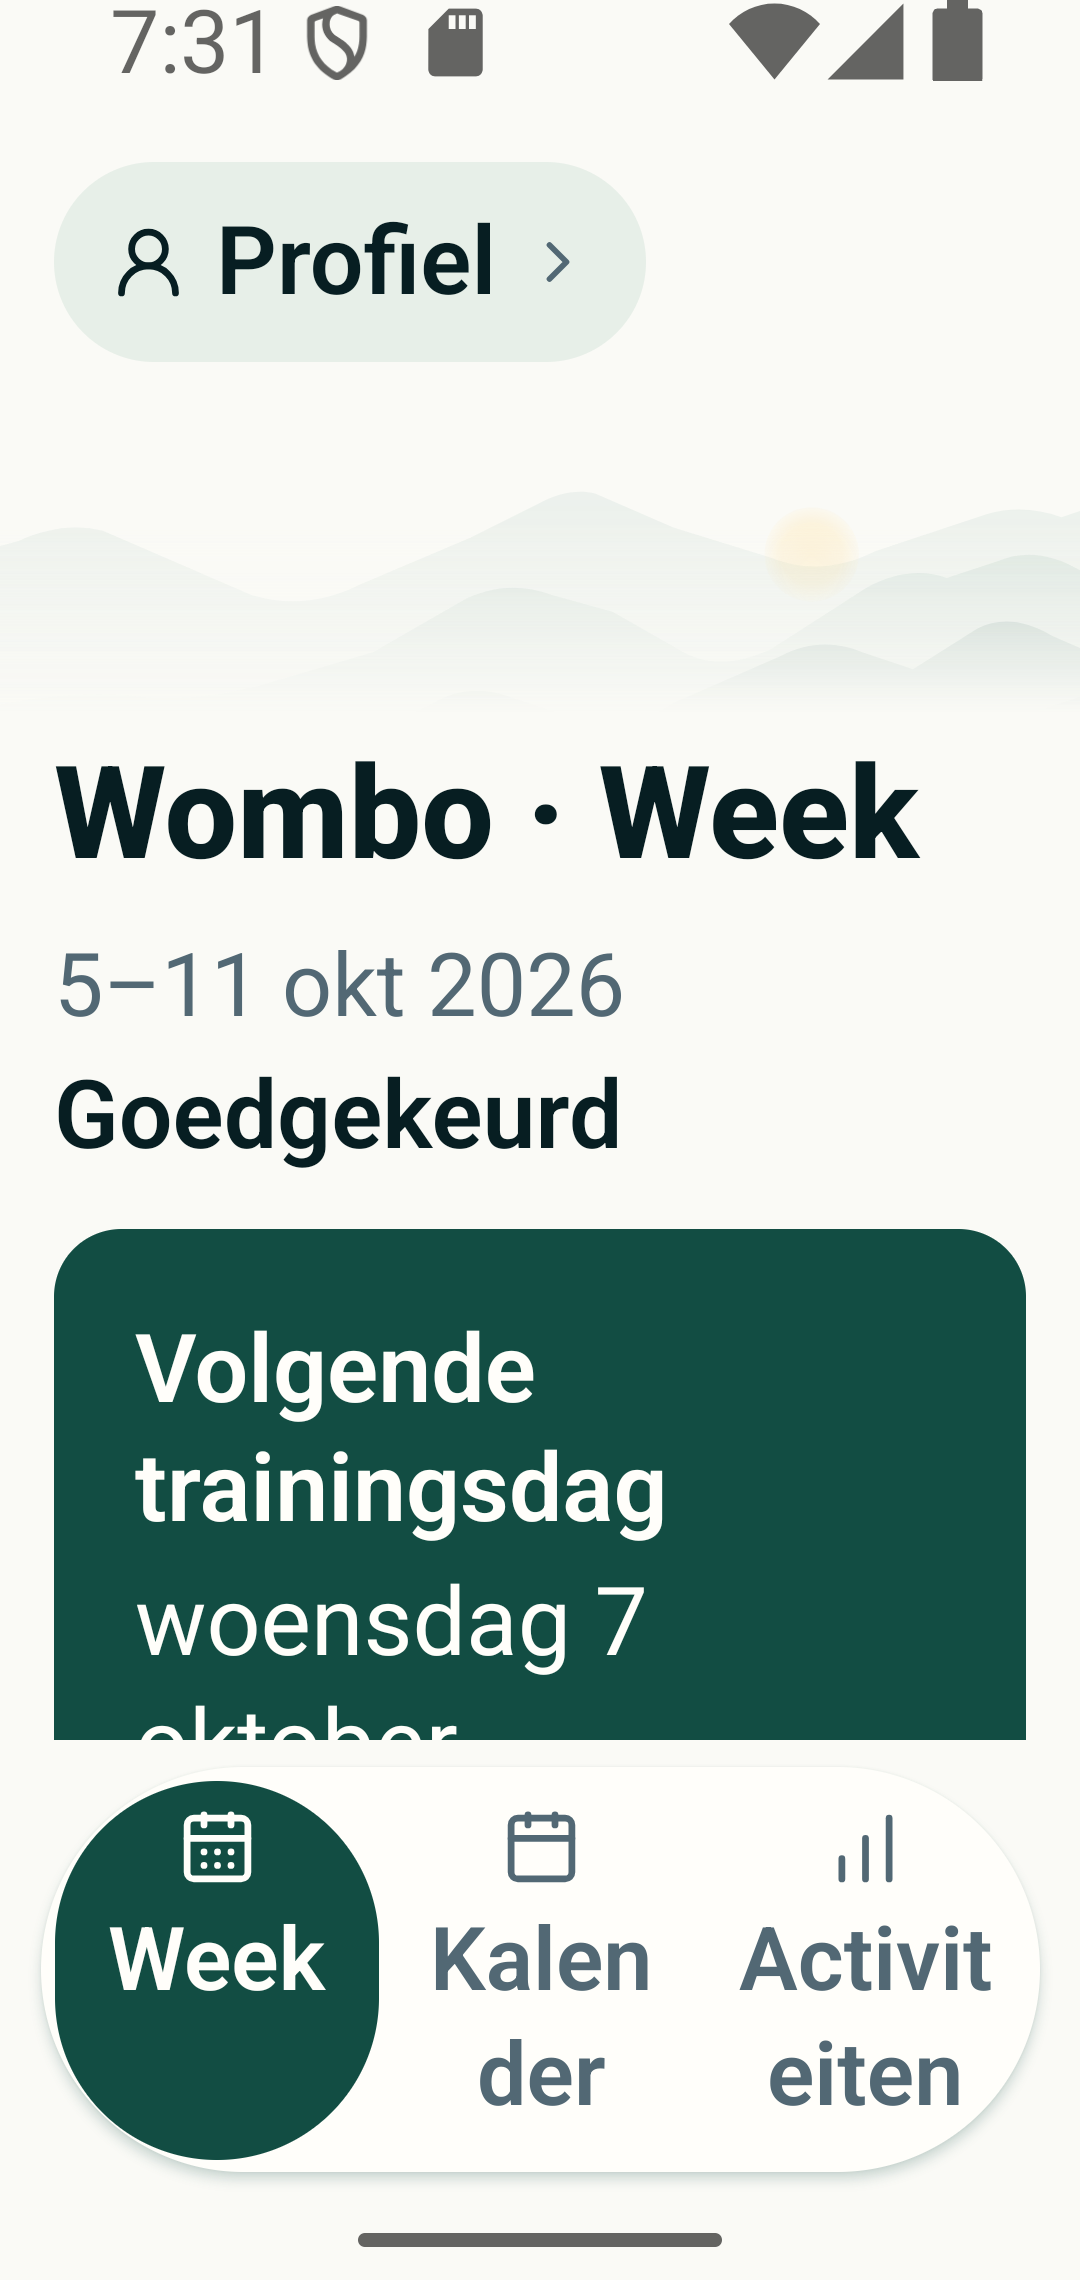 7:31
Profiel
Wombo · Week
5–11 okt 2026
Goedgekeurd
Volgende
trainingsdag
woensdag 7
oktober
Week
Kalen
der
Activit
eiten